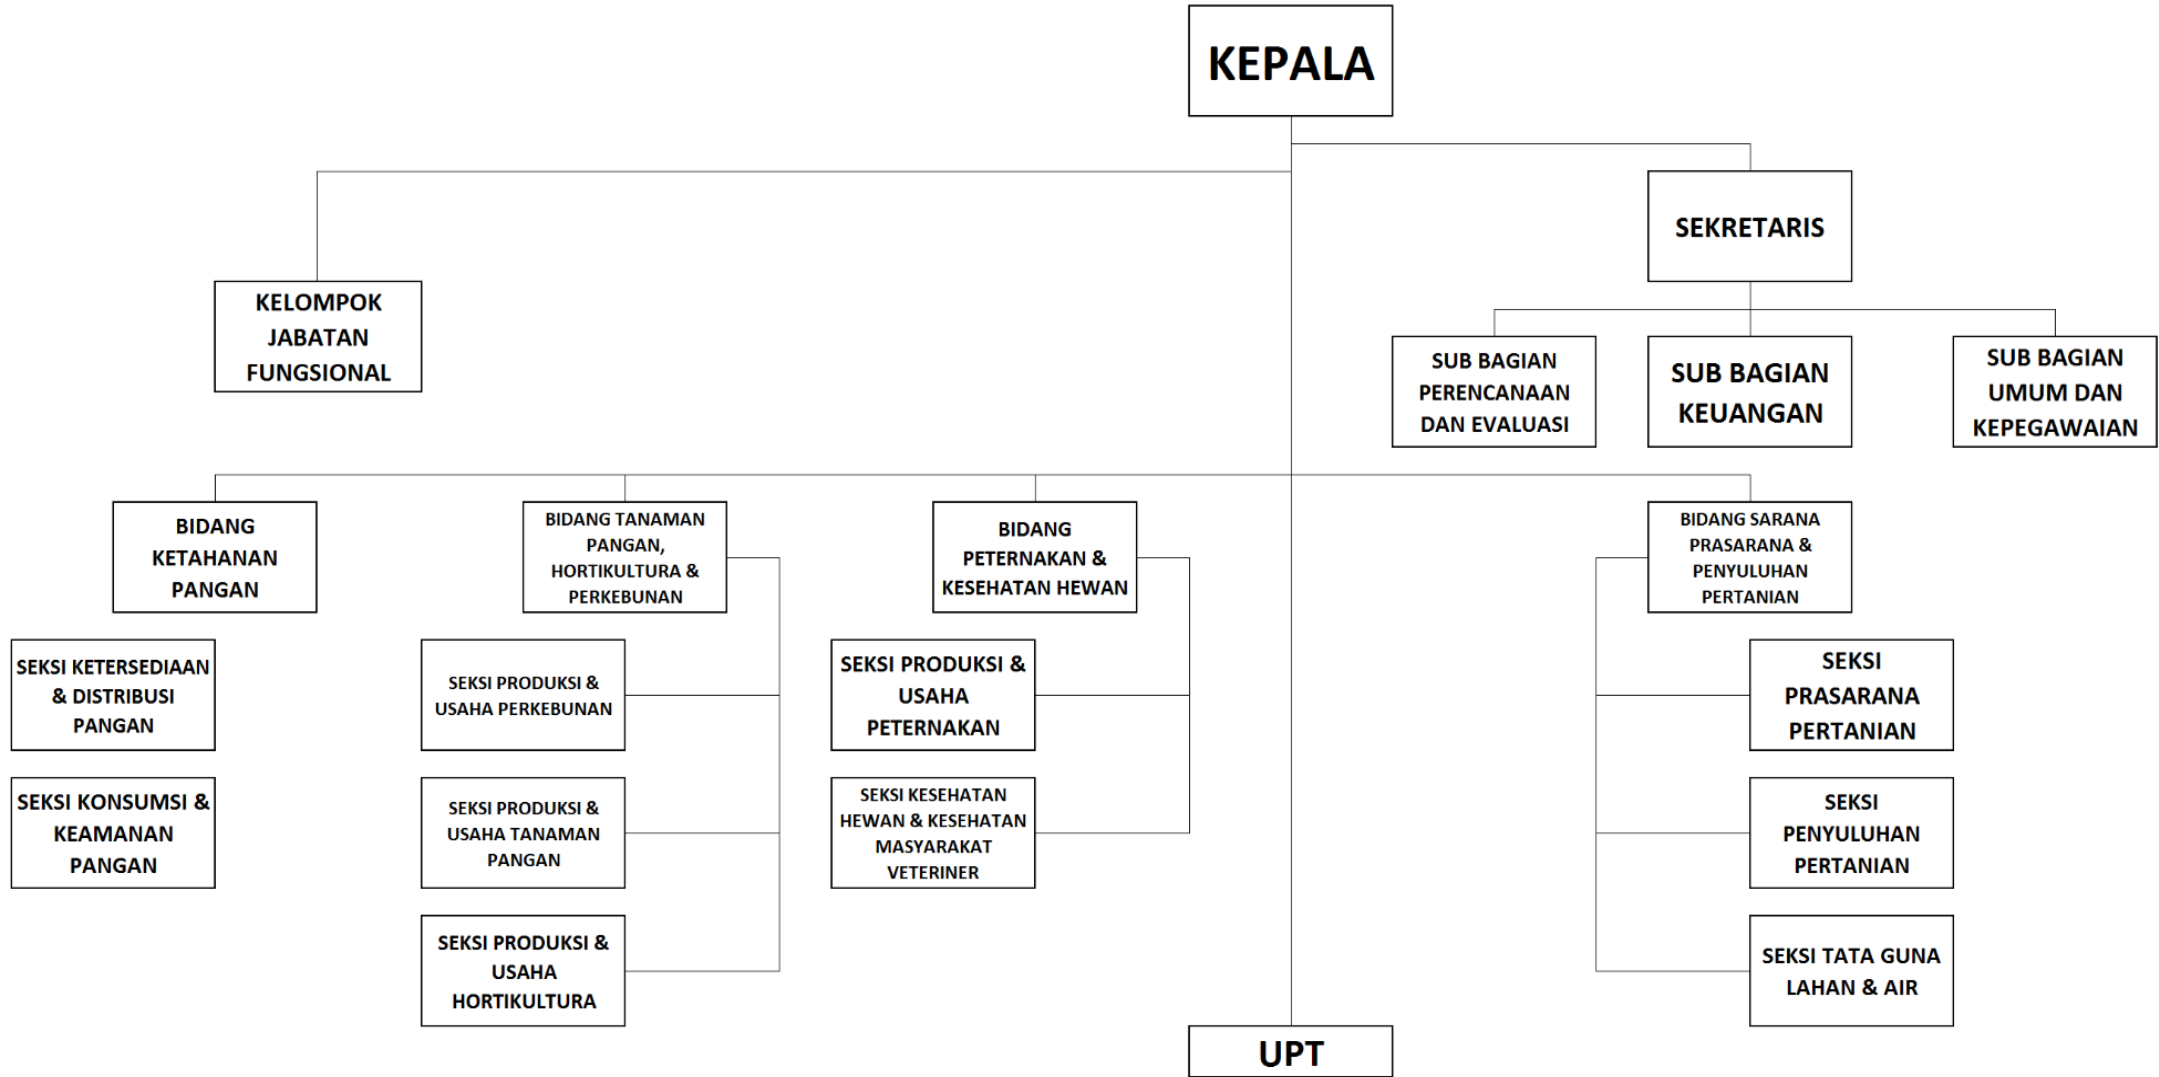 KEPALA
SEKRETARIS
KELOMPOK
JABATAN
FUNGSIONAL
SUB BAGIAN
PERENCANAAN
DAN EVALUASI
SUB BAGIAN
KEUANGAN
SUB BAGIAN
UMUM DAN
KEPEGAWAIAN
BIDANG
KETAHANAN
PANGAN
BIDANG TANAMAN
PANGAN,
HORTIKULTURA &
PERKEBUNAN
BIDANG
PETERNAKAN &
KESEHATAN HEWAN
BIDANG SARANA
PRASARANA &
PENYULUHAN
PERTANIAN
SEKSI KETERSEDIAAN
& DISTRIBUSI
PANGAN
SEKSI PRODUKSI &
USAHA PERKEBUNAN
SEKSI PRODUKSI &
USAHA
PETERNAKAN
SEKSI
PRASARANA
PERTANIAN
SEKSI KONSUMSI &
KEAMANAN
PANGAN
SEKSI PRODUKSI &
USAHA TANAMAN
PANGAN
SEKSI KESEHATAN
HEWAN & KESEHATAN
MASYARAKAT
VETERINER
SEKSI
PENYULUHAN
PERTANIAN
SEKSI PRODUKSI &
USAHA
HORTIKULTURA
SEKSI TATA GUNA
LAHAN & AIR
UPT